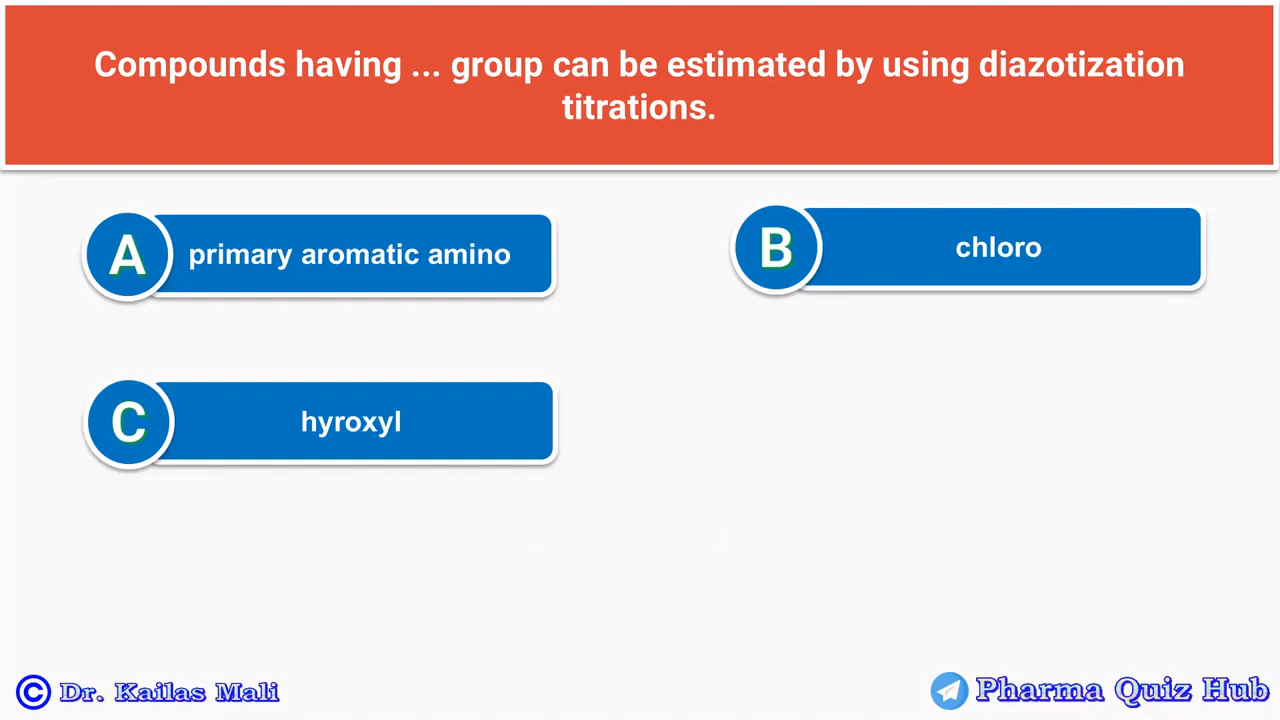 Compounds having ... group can be estimated by using diazotization
titrations.
A primary aromatic amino
B chloro
C hyroxyl
© Dr. Kailas Mali
Pharma Quiz Hub